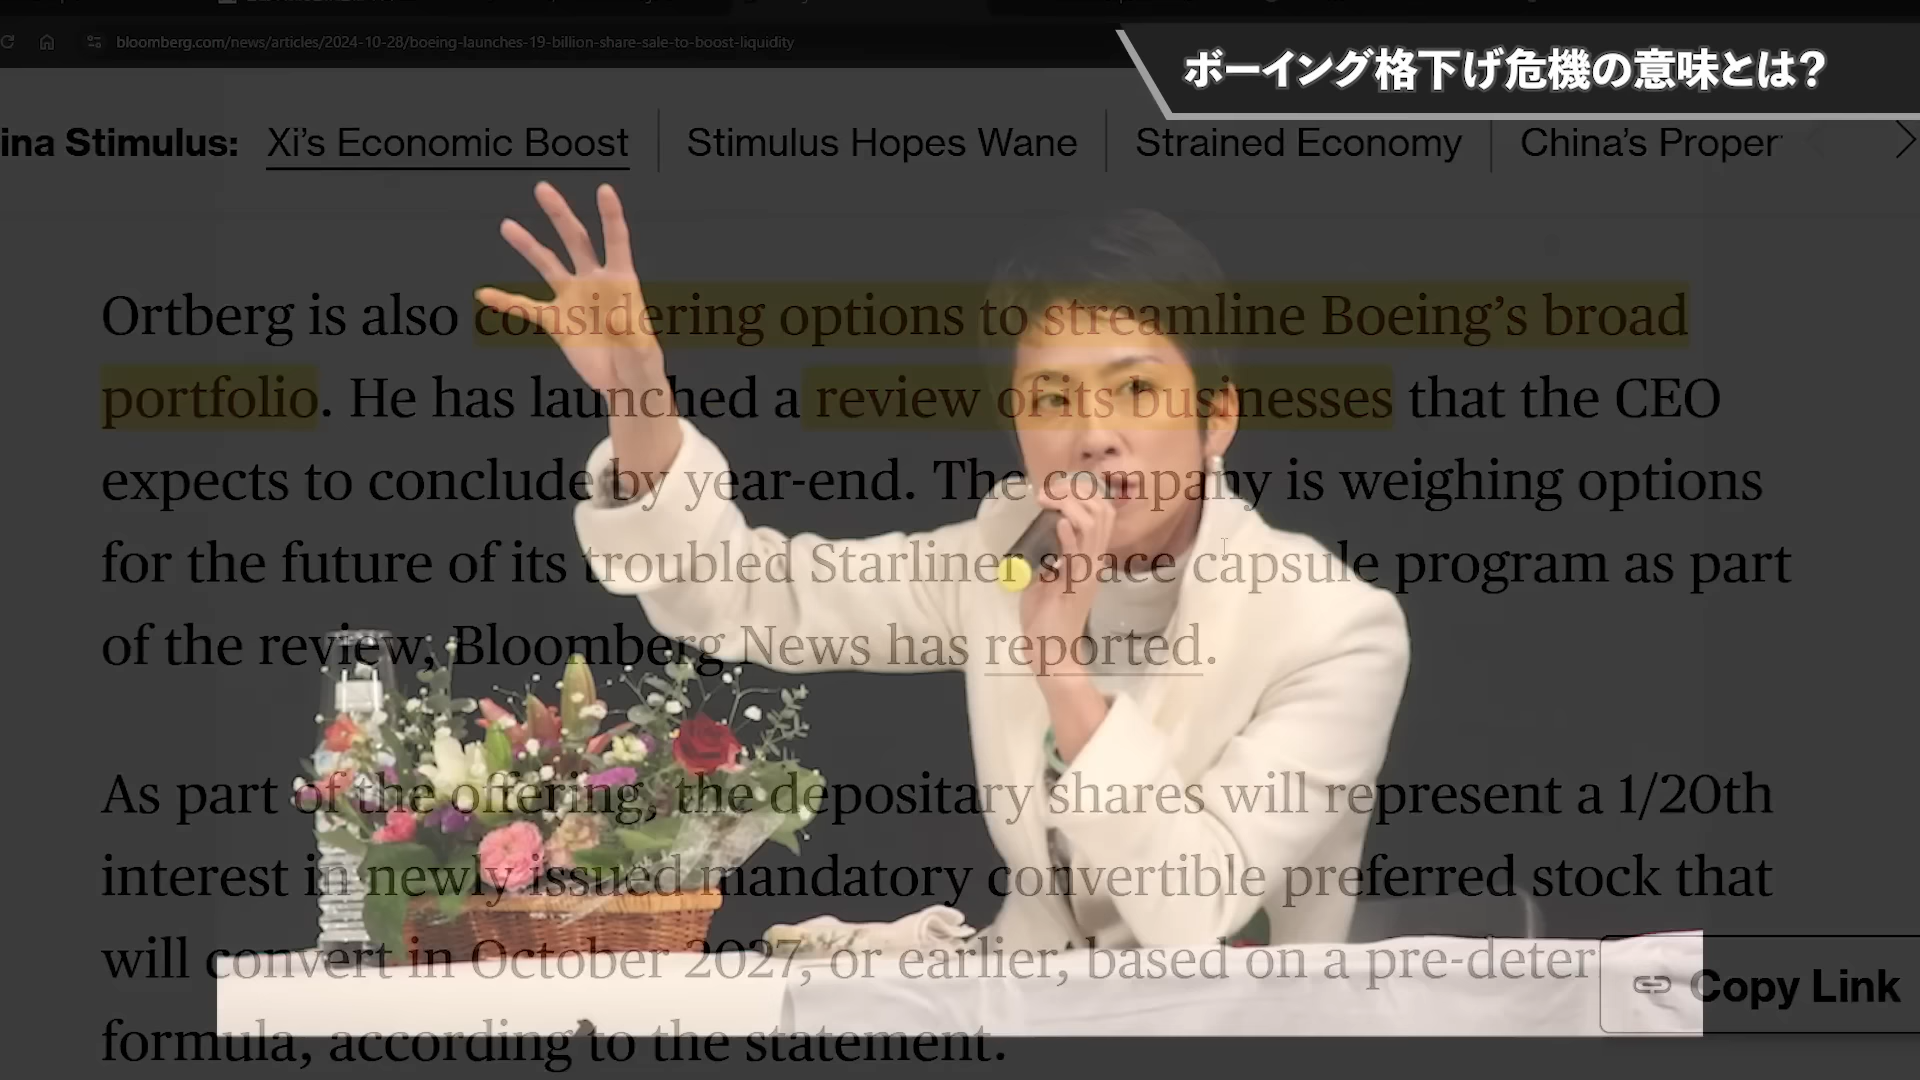 bloomberg.com/news/articles/2024-10-28/boeing-launches-19-billion-share-sale-to-boost-liquidity
ボーイング格下げ危機の意味とは?
ina Stimulus: Xi's Economic Boost Stimulus Hopes Wane Strained Economy China's Proper
Ortberg is also considering options to streamline Boeing's broad
portfolio. He has launched a review of its businesses that the CEO
expects to conclude by year-end. The company is weighing options
for the future of its troubled Starliner space capsule program as part
of the review, Bloomberg News has reported.
As part of the offering, the depositary shares will represent a 1/20th
interest in newly issued mandatory convertible preferred stock that
will convert in October 2027, or earlier, based on a pre-deter
Copy Link
formula, according to the statement.